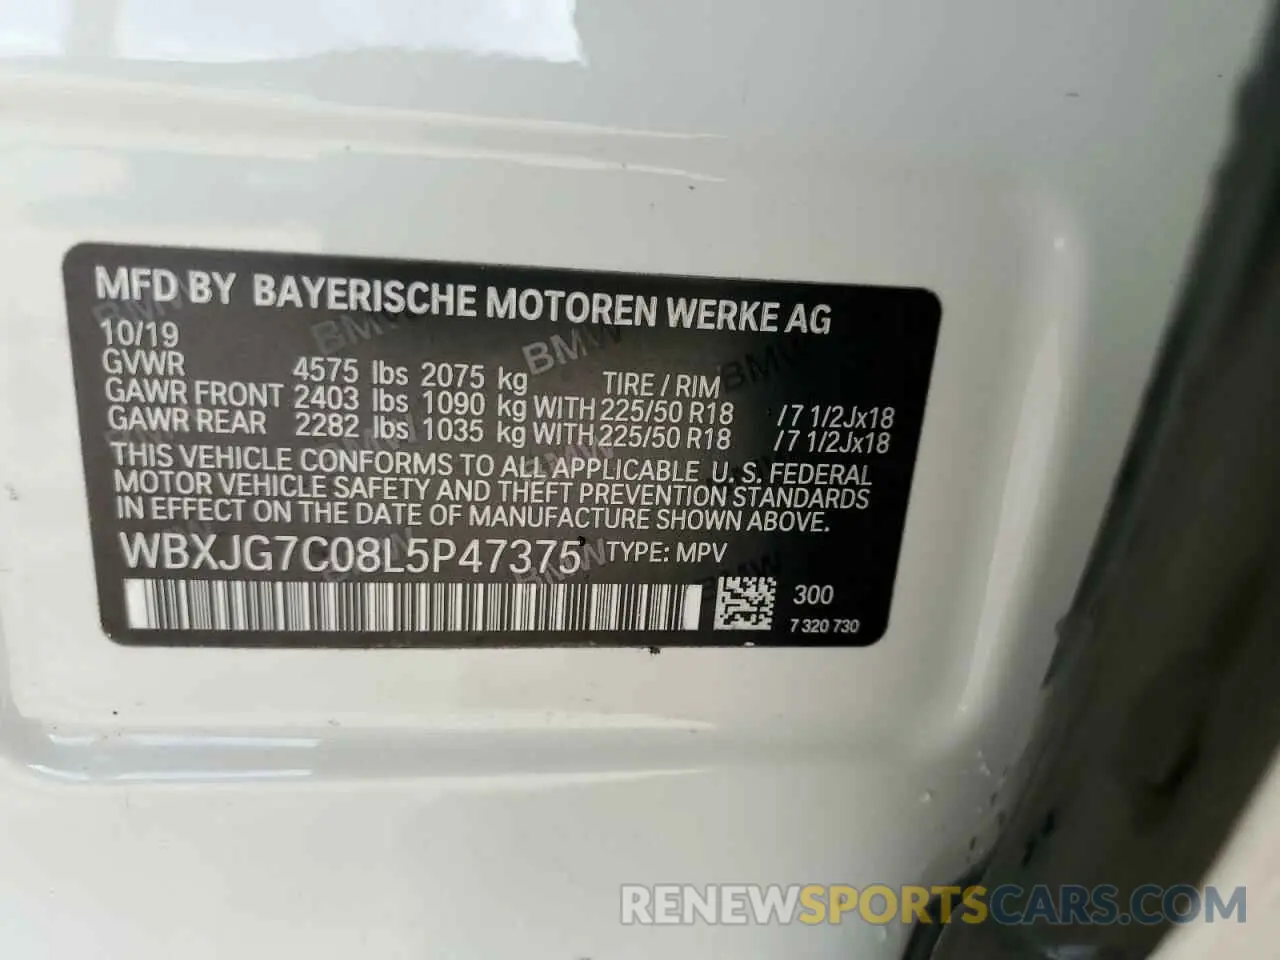 MFD BY BAYERISCHE MOTOREN WERKE AG
10/19
GVWR 4575 lbs 2075 kg TIRE / RIM
GAWR FRONT 2403 lbs 1090 kg WITH 225/50 R18 /7 1/2Jx18
GAWR REAR 2282 lbs 1035 kg WITH 225/50 R18 /7 1/2Jx18
THIS VEHICLE CONFORMS TO ALL APPLICABLE U. S. FEDERAL
MOTOR VEHICLE SAFETY AND THEFT PREVENTION STANDARDS
IN EFFECT ON THE DATE OF MANUFACTURE SHOWN ABOVE.
WBXJG7C08L5P47375 TYPE: MPV
300
7 320 730
RENEWSPORTSCARS.COM